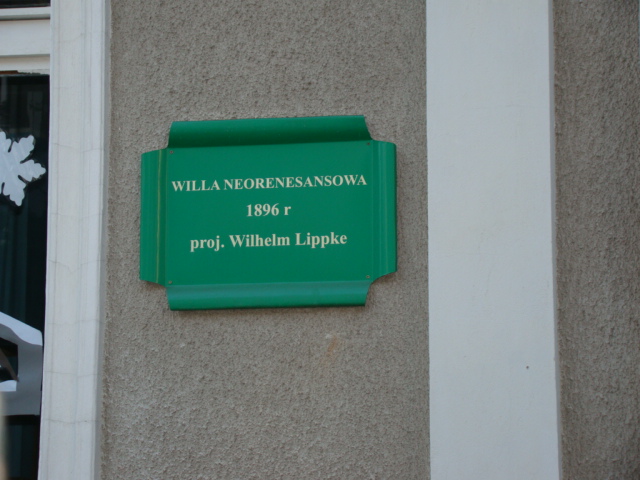 WILLA NEORENESANSOWA
1896 r
proj. Wilhelm Lippke